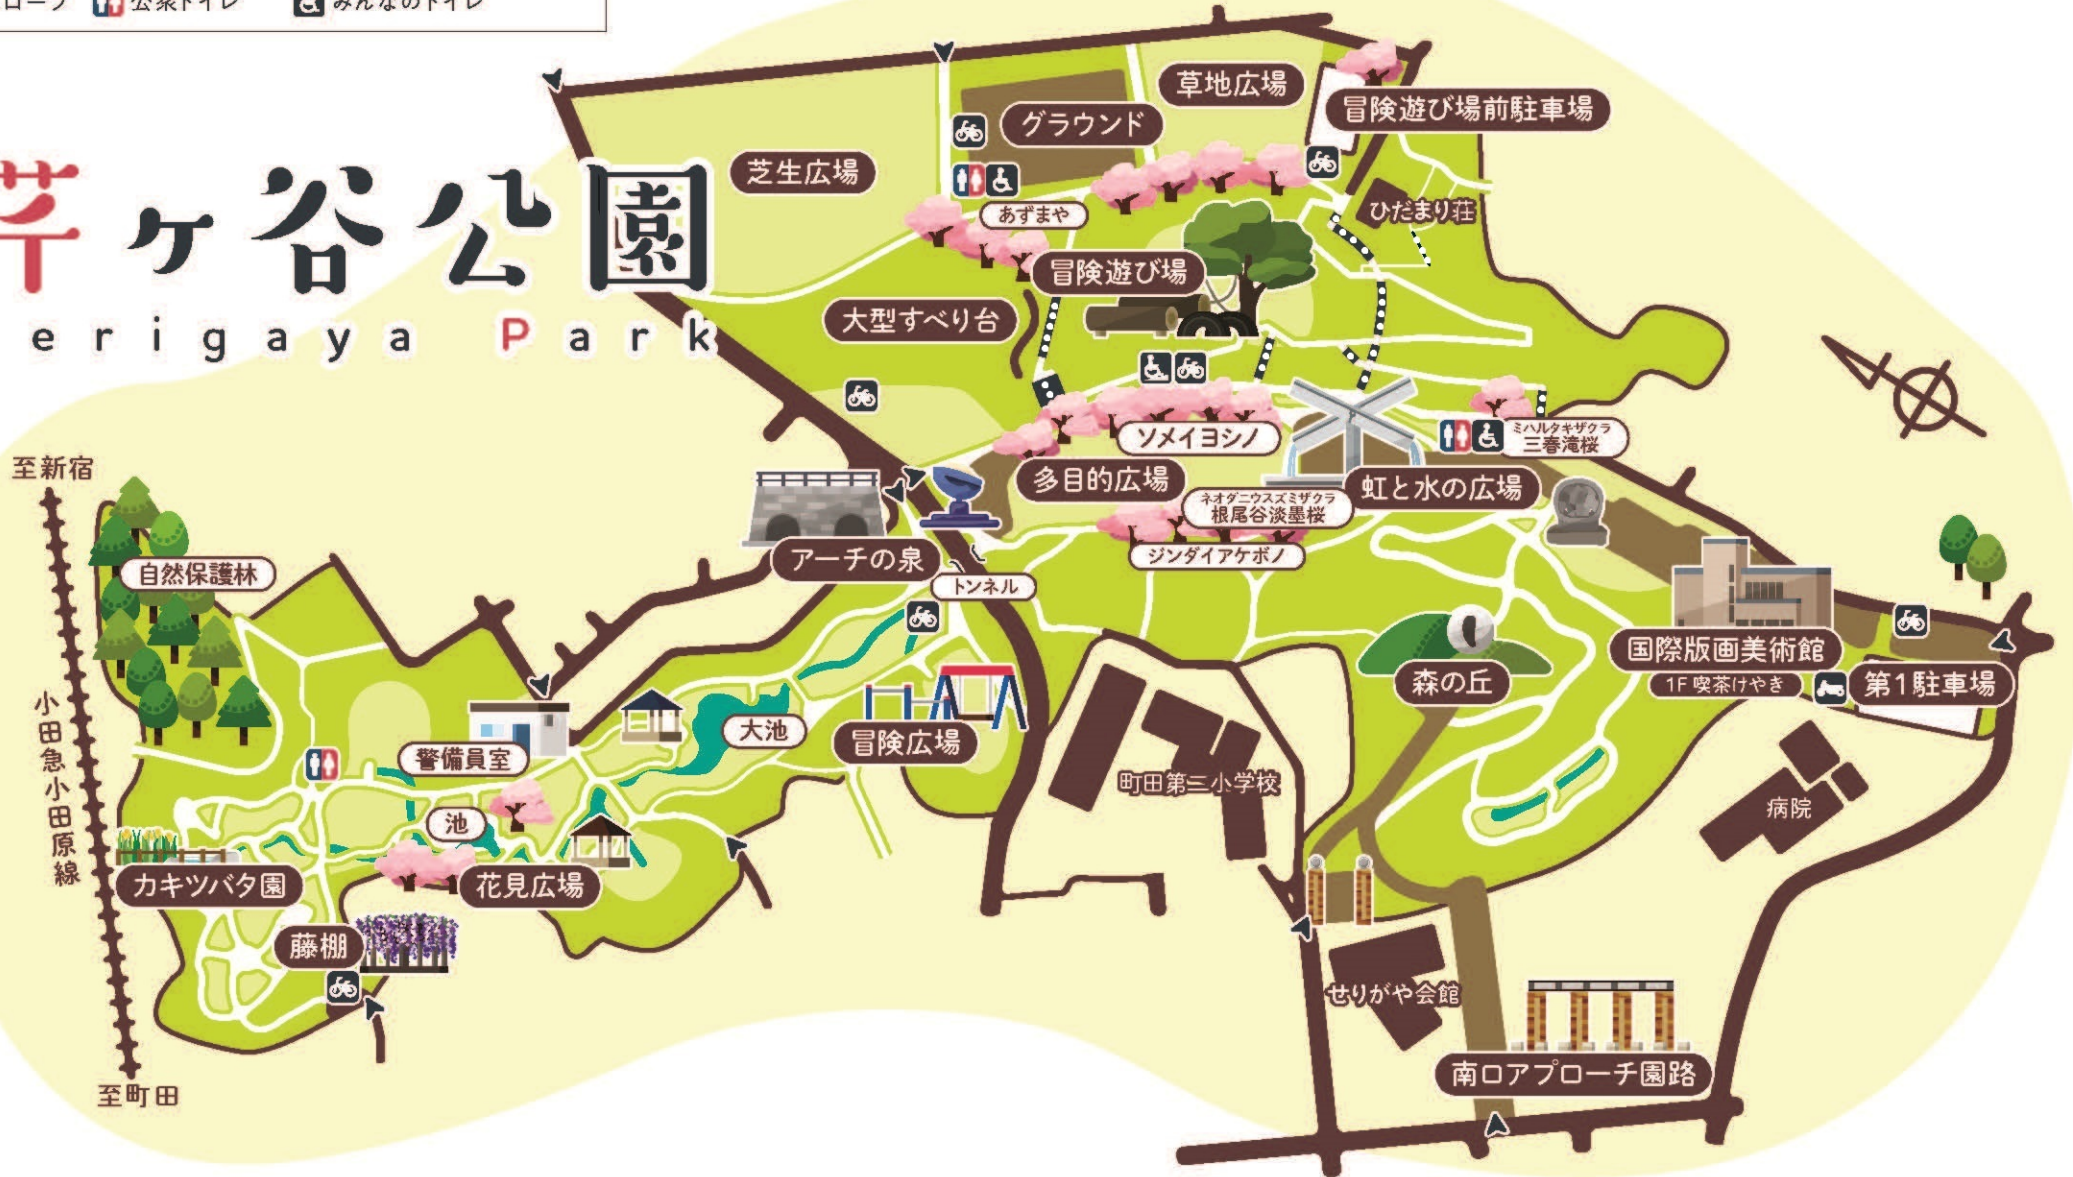 ロープ 公衆トイレ みんなのトイレ
芹ヶ谷公園
erigaya Park
草地広場
冒険遊び場前駐車場
グラウンド
芝生広場
あずまや
ひだまり荘
冒険遊び場
大型すべり台
ソメイヨシノ
ミハルタキザクラ
三春滝桜
多目的広場
虹と水の広場
ネオダニウスズミザクラ
根尾谷淡墨桜
ジンダイアケボノ
アーチの泉
トンネル
至新宿
自然保護林
小田急小田原線
至町田
国際版画美術館
1F 喫茶けやき
第1駐車場
森の丘
大池
冒険広場
警備員室
町田第二小学校
病院
池
カキツバタ園
花見広場
藤棚
せりがや会館
南口アプローチ園路